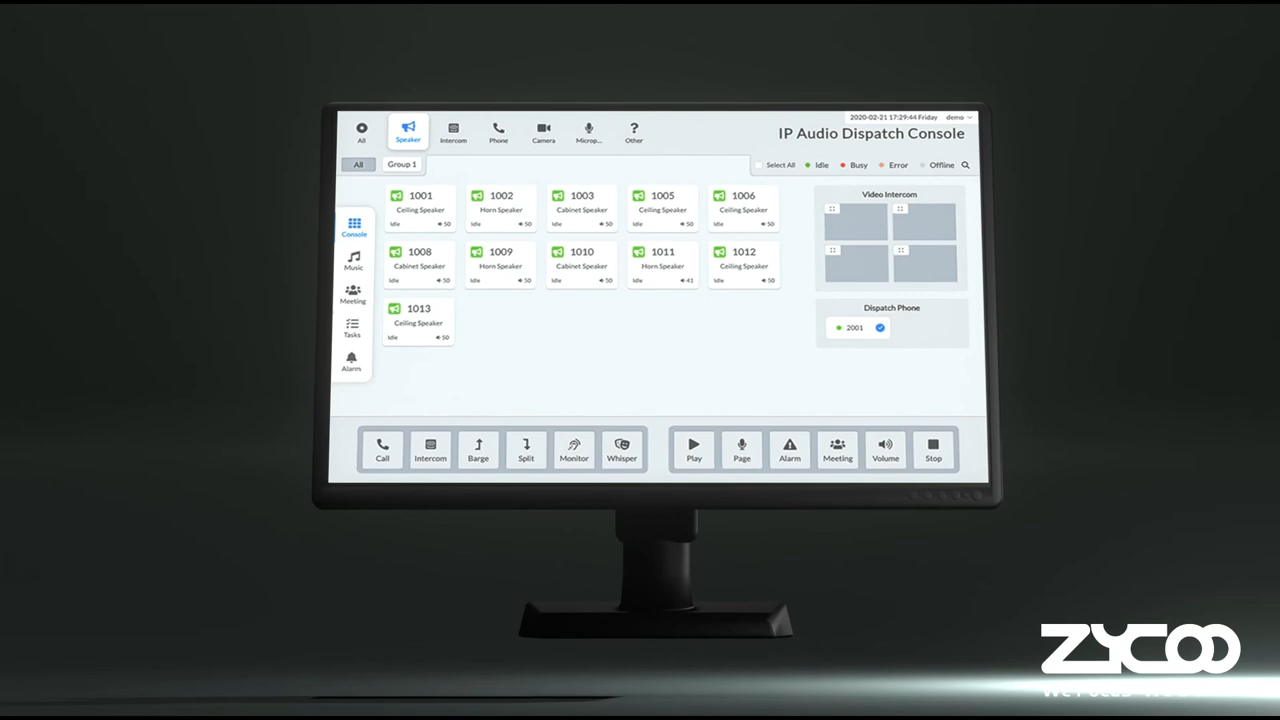 2020-02-21 17:29:44 Friday demo
All Speaker Intercom Phone Camera Microp... Other
IP Audio Dispatch Console
All Group 1
Select All Idle Busy Error Offline
Console
Music
Meeting
Tasks
Alarm
1001 1002 1003 1005 1006
Ceiling Speaker Horn Speaker Cabinet Speaker Ceiling Speaker Ceiling Speaker
Idle 50 Idle 50 Idle 50 Idle 50 Idle 50
1008 1009 1010 1011 1012
Cabinet Speaker Horn Speaker Cabinet Speaker Horn Speaker Ceiling Speaker
Idle 50 Idle 50 Idle 50 Idle 41 Idle 50
1013
Ceiling Speaker
Idle 50
Video Intercom
Dispatch Phone
2001
Call Intercom Barge Split Monitor Whisper
Play Page Alarm Meeting Volume Stop
ZYCOO